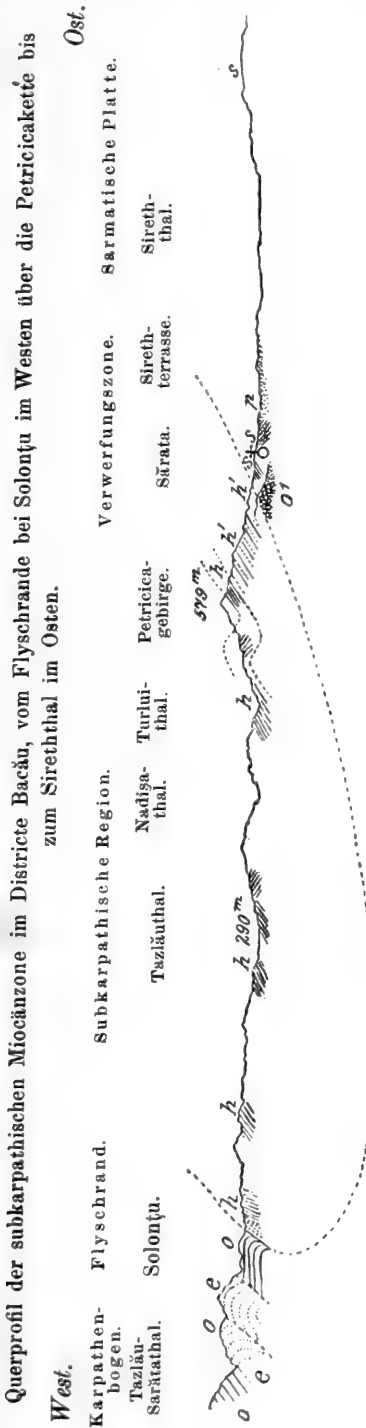 Querprofil der subkarpathischen Miocänzone im Districte Bacău, vom Flyschrande bei Solonţu im Westen über die Petricicakette bis
zum Sireththal im Osten.
West. Ost.
Karpathen-
bogen.
Flyschrand. Subkarpathische Region. Verwerfungszone. Sarmatische Platte.
Tazlău-
Sarătathal.
Solonţu.
Tazlăuthal.
Nadişa-
thal.
Turlui-
thal.
Petricica-
gebirge.
Sărata.
Sireth-
terrasse.
Sireth-
thal.
o e o e o h h h 290 m h 579 m h h' h' s s n o¹ s